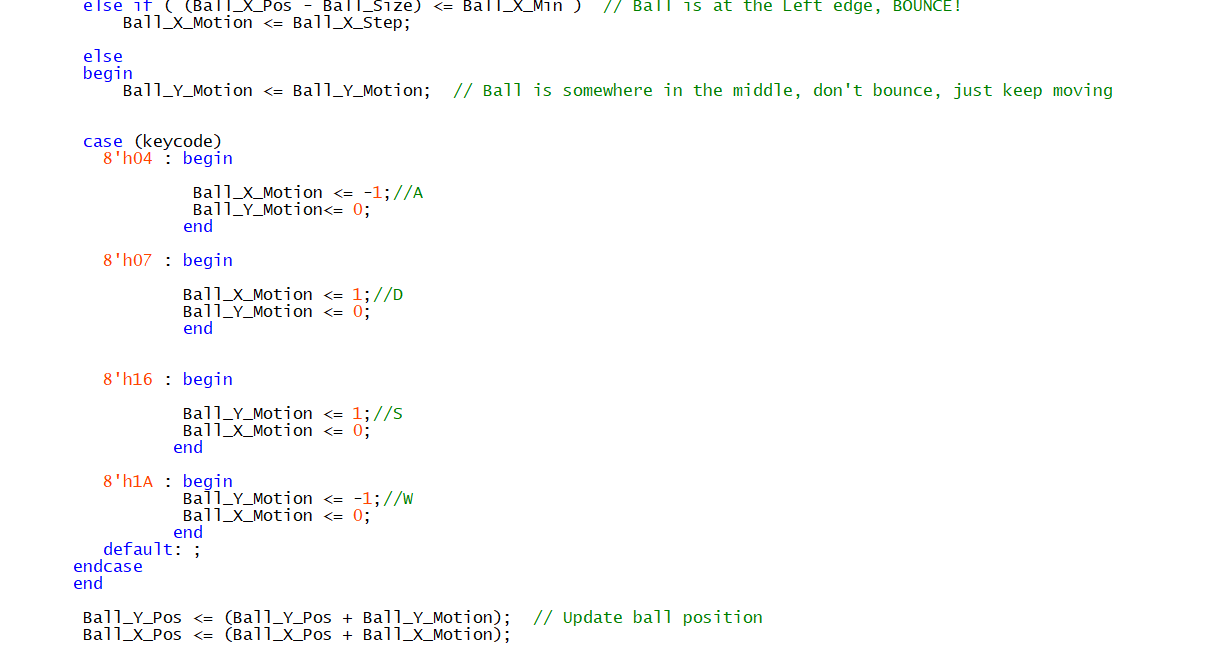 else if ( (Ball_X_Pos - Ball_Size) <= Ball_X_Min )  // Ball is at the Left edge, BOUNCE!
Ball_X_Motion <= Ball_X_Step;
else
begin
Ball_Y_Motion <= Ball_Y_Motion;  // Ball is somewhere in the middle, don't bounce, just keep moving
case (keycode)
8'h04 : begin
Ball_X_Motion <= -1;//A
Ball_Y_Motion<= 0;
end
8'h07 : begin
Ball_X_Motion <= 1;//D
Ball_Y_Motion <= 0;
end
8'h16 : begin
Ball_Y_Motion <= 1;//S
Ball_X_Motion <= 0;
end
8'h1A : begin
Ball_Y_Motion <= -1;//W
Ball_X_Motion <= 0;
end
default: ;
endcase
end
Ball_Y_Pos <= (Ball_Y_Pos + Ball_Y_Motion);  // Update ball position
Ball_X_Pos <= (Ball_X_Pos + Ball_X_Motion);